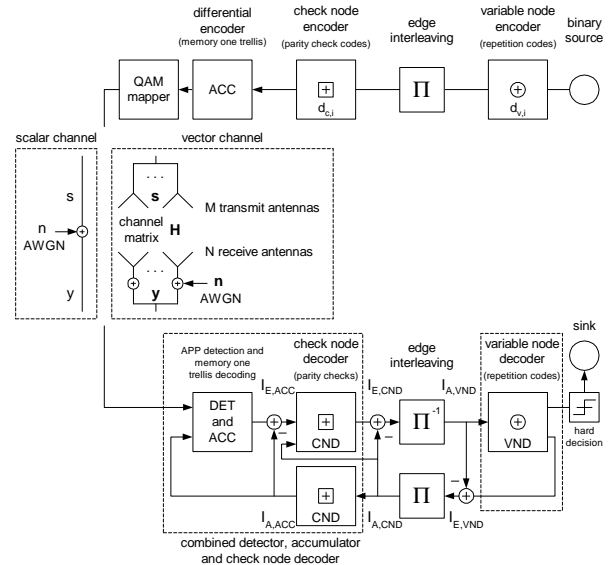 differential
encoder
(memory one trellis)
check node
encoder
(parity check codes)
edge
interleaving
variable node
encoder
(repetition codes)
binary
source
QAM
mapper
ACC
d_c,i
Π
d_v,i
scalar channel
vector channel
s
n
AWGN
y
. . .
s
M transmit antennas
channel
matrix
H
N receive antennas
. . .
y
n
AWGN
APP detection and
memory one
trellis decoding
check node
decoder
(parity checks)
edge
interleaving
variable node
decoder
(repetition codes)
sink
I_E,ACC
I_E,CND
I_A,VND
DET
and
ACC
CND
Π^-1
VND
hard
decision
CND
Π
I_A,ACC
I_A,CND
I_E,VND
combined detector, accumulator
and check node decoder